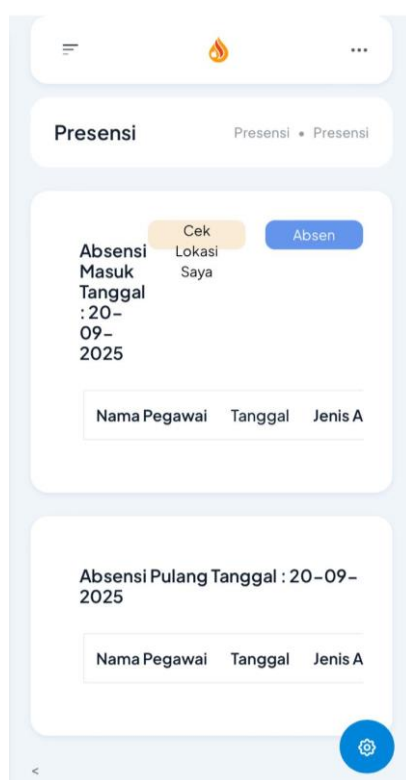 Presensi
Presensi • Presensi
Absensi
Masuk
Tanggal
: 20-
09-
2025
Cek
Lokasi
Saya
Absen
Nama Pegawai Tanggal Jenis A
Absensi Pulang Tanggal : 20-09-
2025
Nama Pegawai Tanggal Jenis A
<